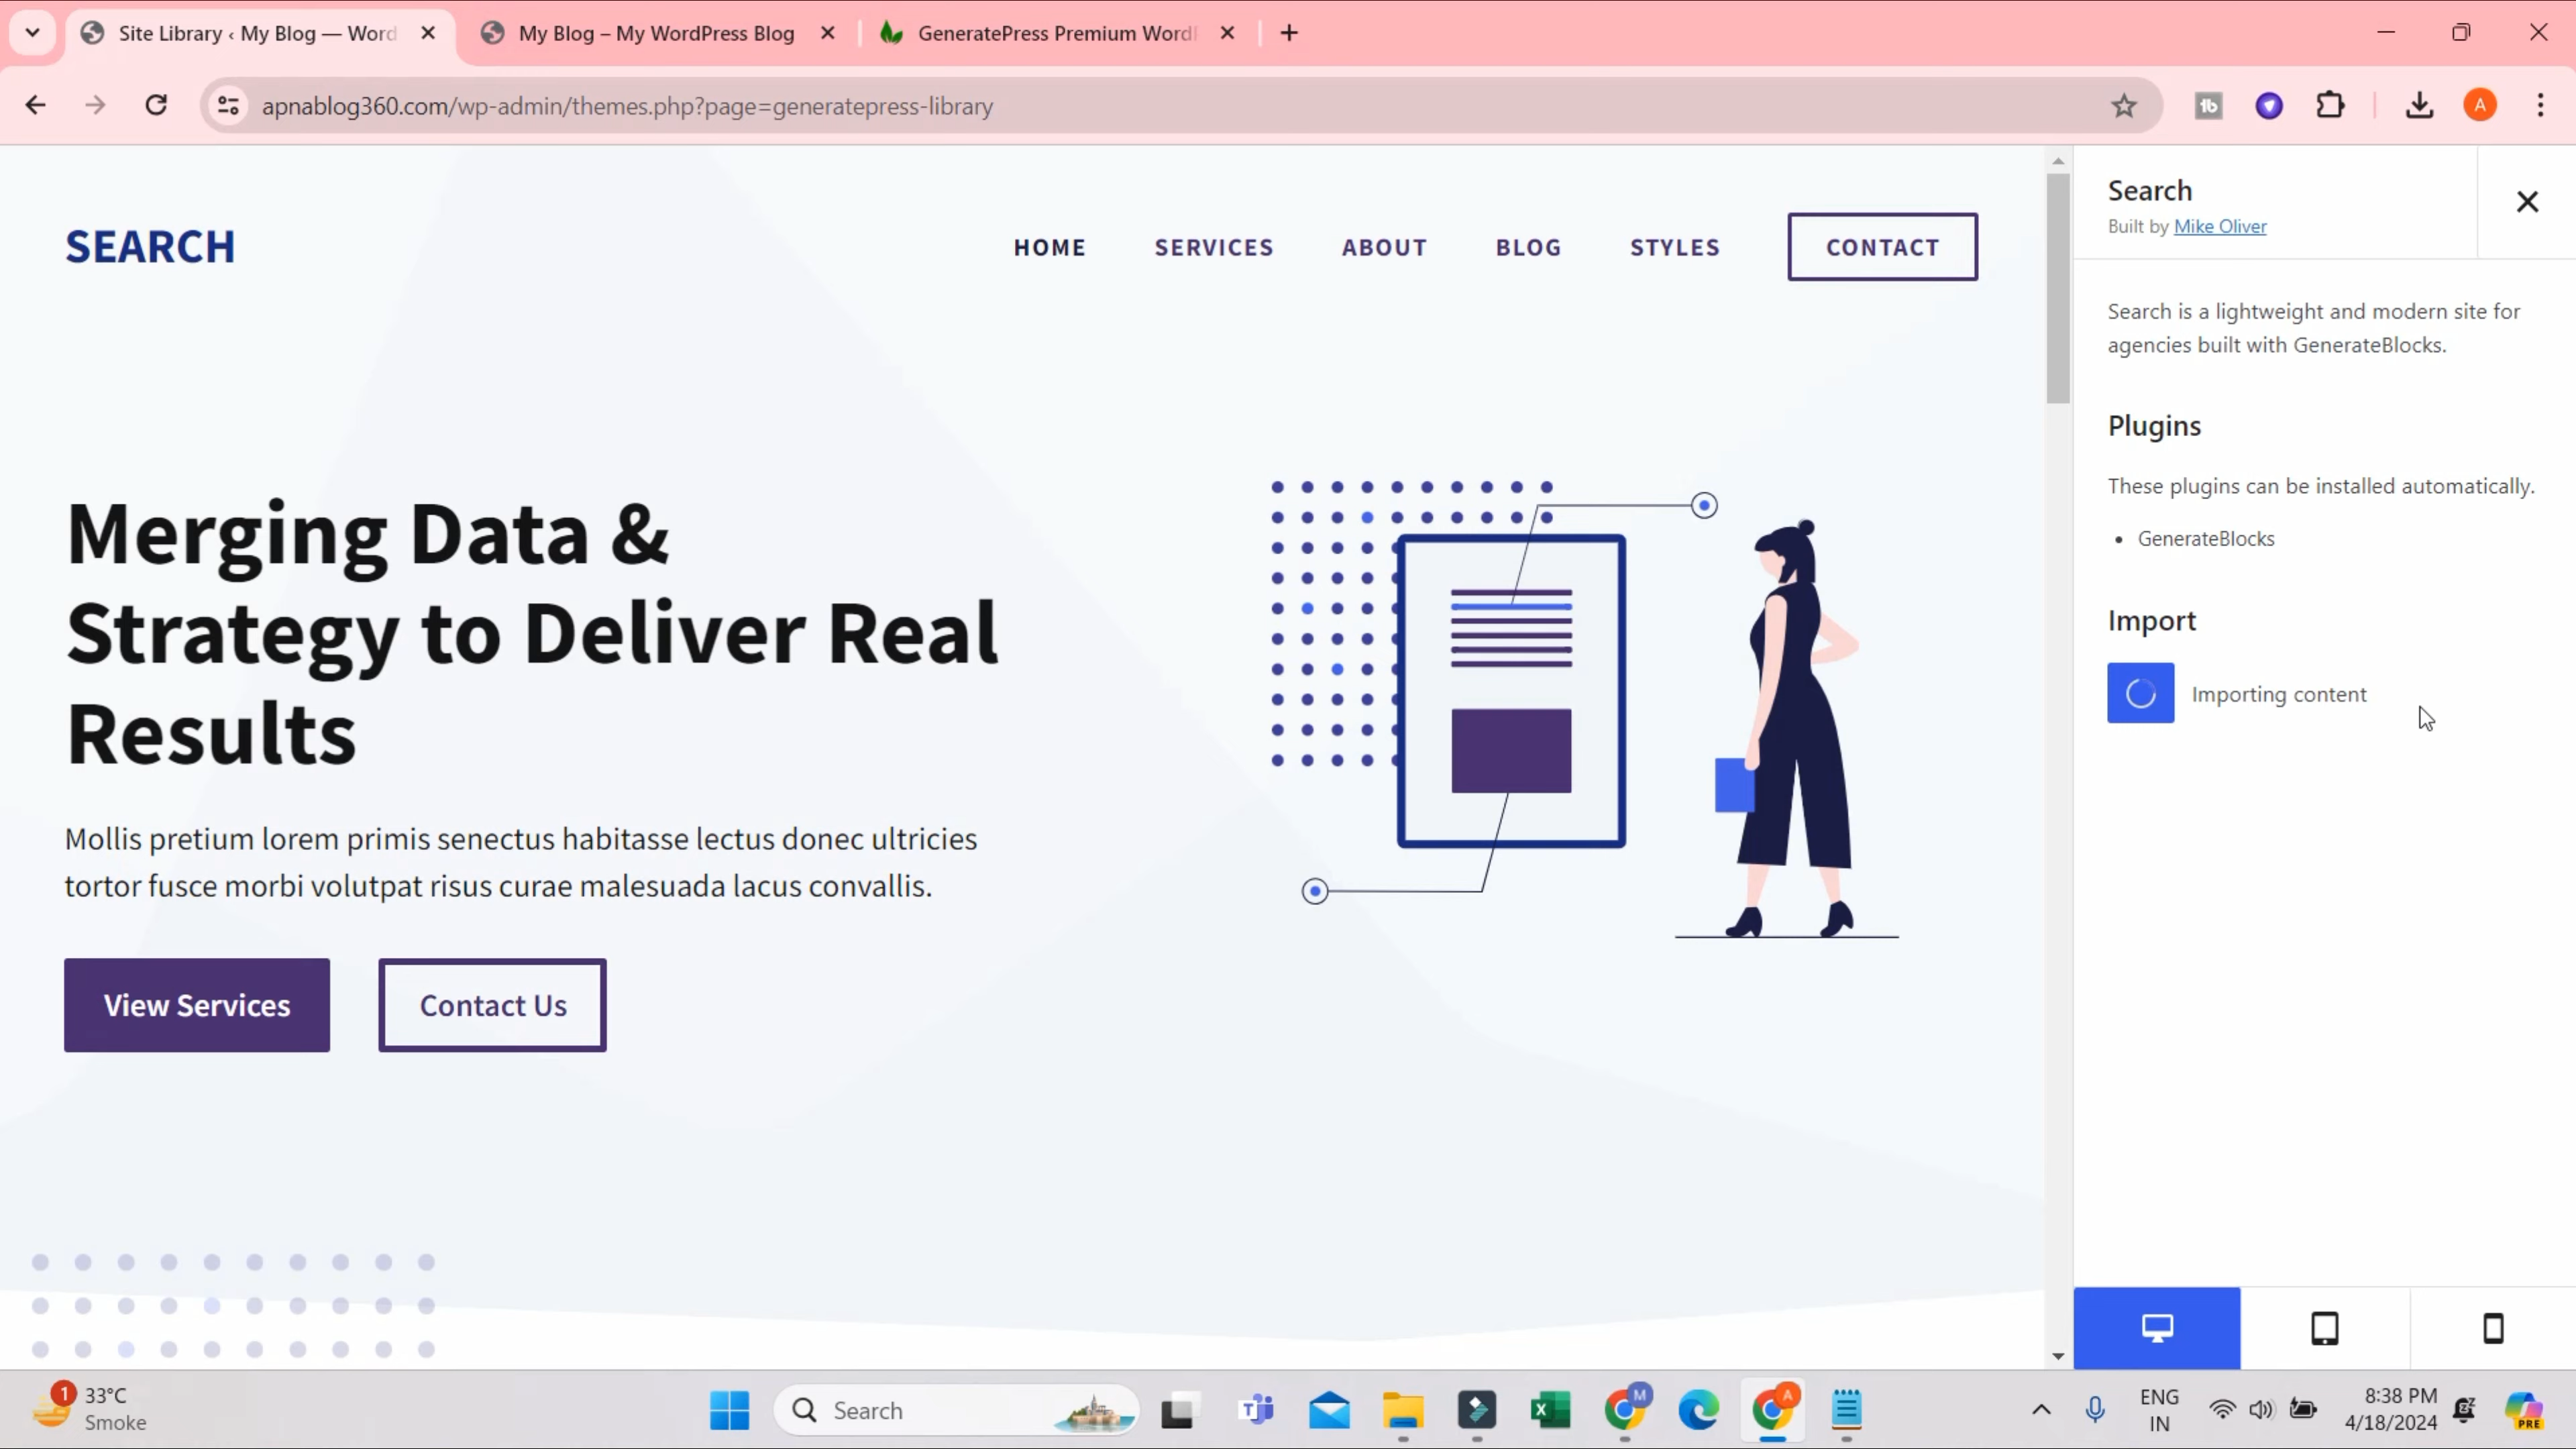 Site Library ‹ My Blog — Word
My Blog – My WordPress Blog
GeneratePress Premium Word
apnablog360.com/wp-admin/themes.php?page=generatepress-library
A
SEARCH
HOME
SERVICES
ABOUT
BLOG
STYLES
CONTACT
Merging Data &
Strategy to Deliver Real
Results
Mollis pretium lorem primis senectus habitasse lectus donec ultricies
tortor fusce morbi volutpat risus curae malesuada lacus convallis.
View Services
Contact Us
Search
Built by Mike Oliver
Search is a lightweight and modern site for
agencies built with GenerateBlocks.
Plugins
These plugins can be installed automatically.
• GenerateBlocks
Import
Importing content
1
33°C
Smoke
Search
M
A
ENG
IN
8:38 PM
4/18/2024
PRE